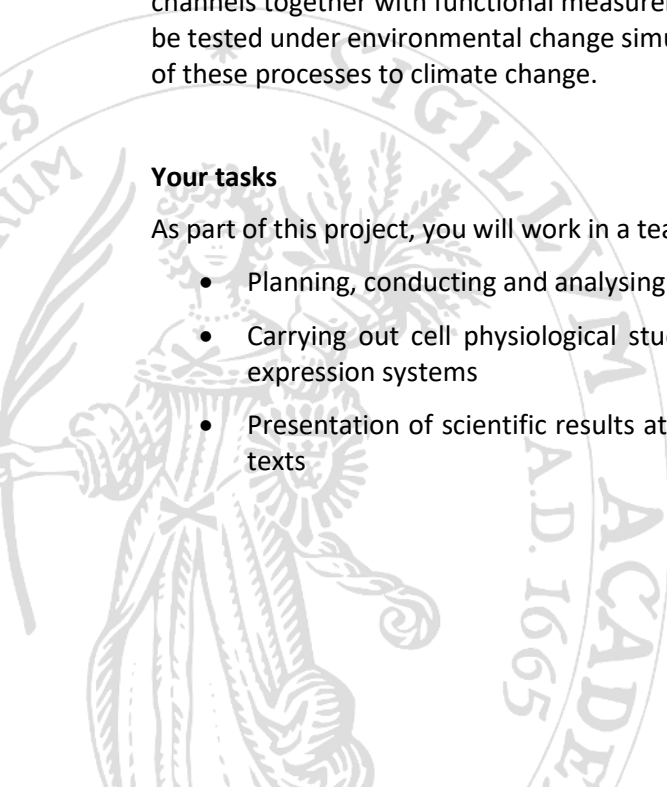 channels together with functional measure
be tested under environmental change simu
of these processes to climate change.
Your tasks
As part of this project, you will work in a tea
• Planning, conducting and analysing
• Carrying out cell physiological stu
expression systems
• Presentation of scientific results at
texts
SIGILLVM
ACADE
A.D. 1665